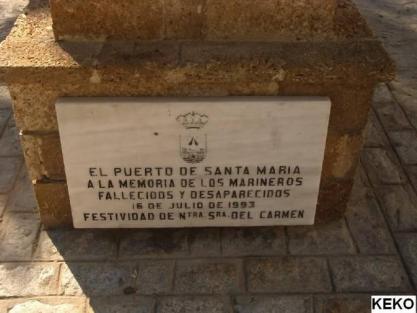 EL PUERTO DE SANTA MARIA
A LA MEMORIA DE LOS MARINEROS
FALLECIDOS Y DESAPARECIDOS
16 DE JULIO DE 1993
FESTIVIDAD DE NTRA. SRA. DEL CARMEN
KEKO